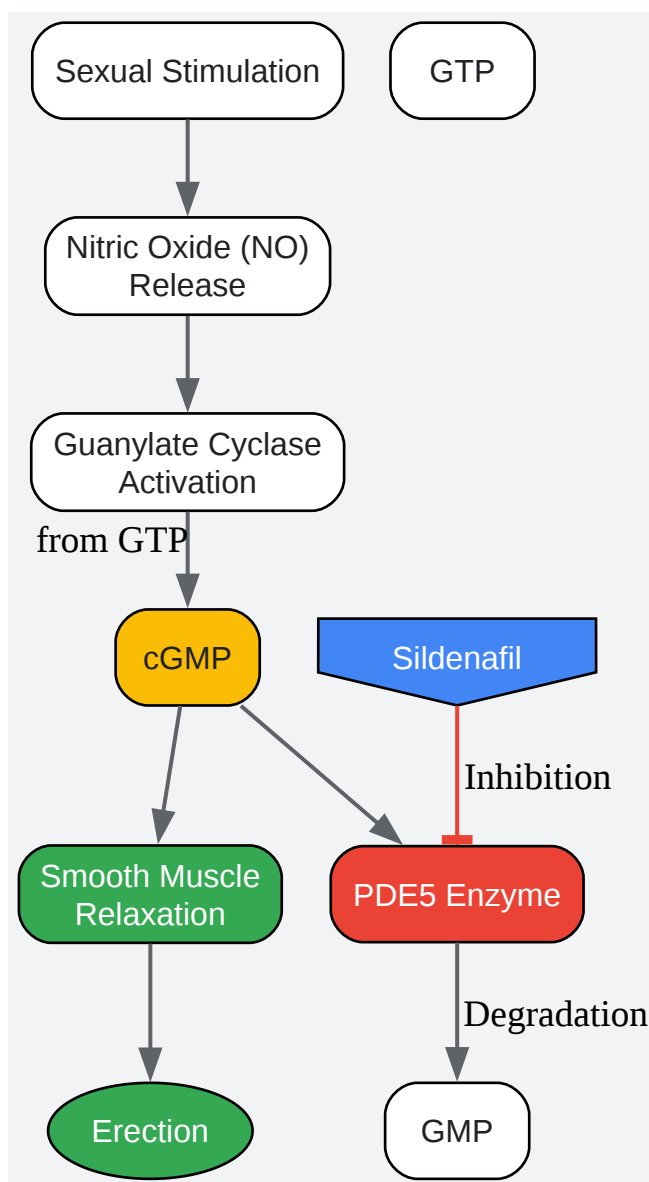 Sexual Stimulation
GTP
Nitric Oxide (NO)
Release
Guanylate Cyclase
Activation
from GTP
cGMP
Sildenafil
Inhibition
Smooth Muscle
Relaxation
PDE5 Enzyme
Degradation
Erection
GMP